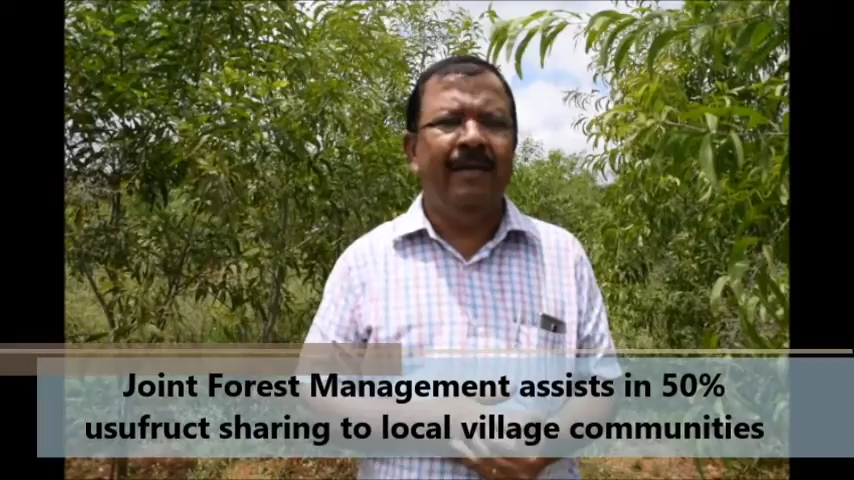 Joint Forest Management assists in 50%
usufruct sharing to local village communities